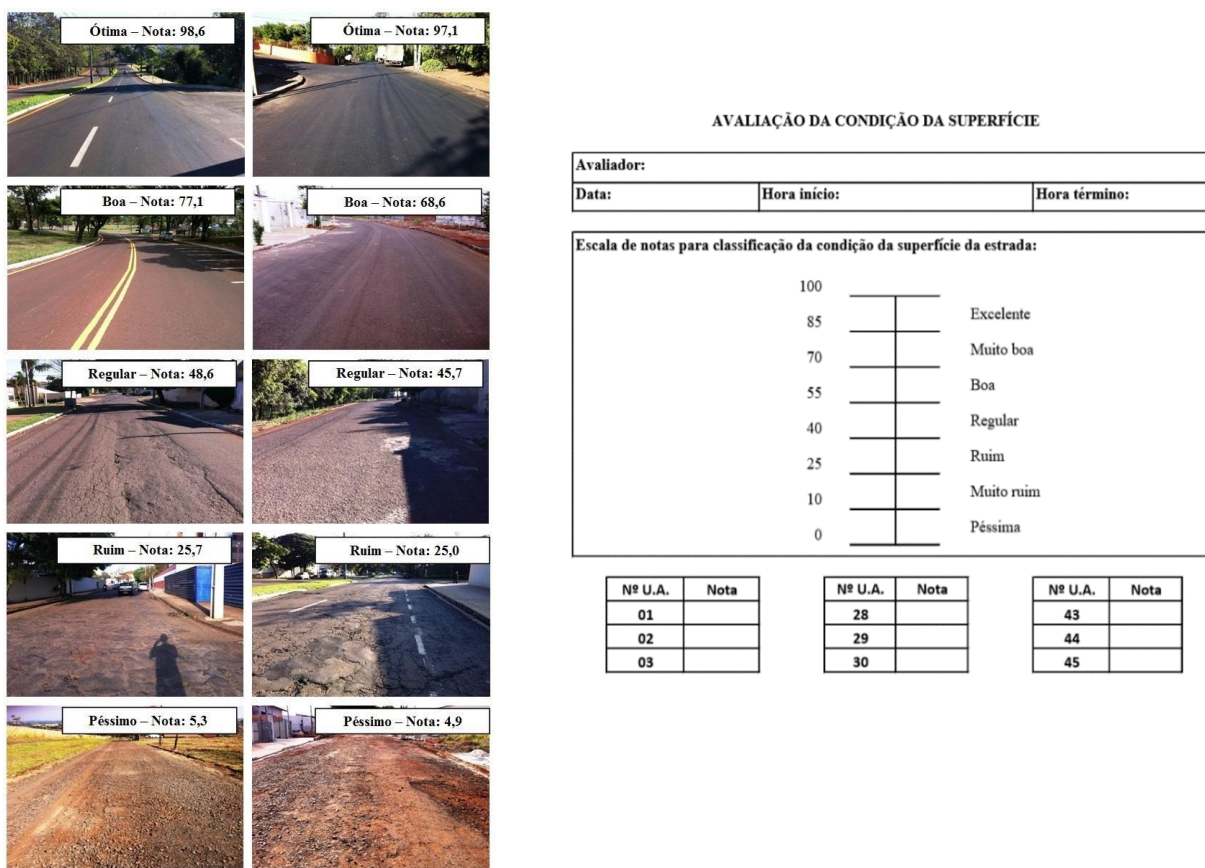 Ótima – Nota: 98,6
Ótima – Nota: 97,1
Boa – Nota: 77,1
Boa – Nota: 68,6
Regular – Nota: 48,6
Regular – Nota: 45,7
Ruim – Nota: 25,7
Ruim – Nota: 25,0
Péssimo – Nota: 5,3
Péssimo – Nota: 4,9
AVALIAÇÃO DA CONDIÇÃO DA SUPERFÍCIE
Avaliador:
Data: Hora início: Hora término:
Escala de notas para classificação da condição da superfície da estrada:
100
Excelente
85
Muito boa
70
Boa
55
Regular
40
Ruim
25
Muito ruim
10
Péssima
0
Nº U.A. Nota Nº U.A. Nota Nº U.A. Nota
01 28 43
02 29 44
03 30 45